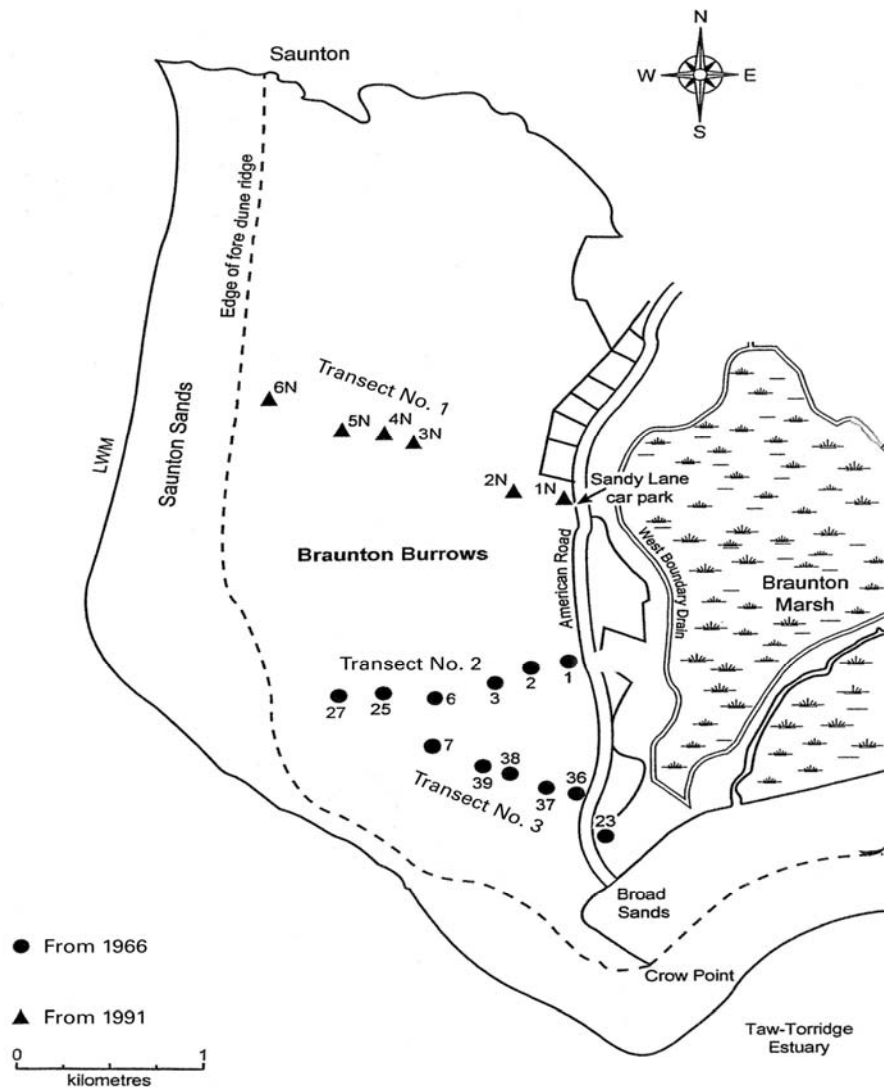 Saunton
N
W
E
S
Edge of fore dune ridge
Saunton Sands
LWM
Transect No. 1
6N
5N
4N
3N
2N
1N
Sandy Lane
car park
Braunton Burrows
American Road
West Boundary Drain
Braunton
Marsh
Transect No. 2
27
25
6
3
2
1
7
39
38
37
36
23
Transect No. 3
Broad
Sands
Crow Point
Taw-Torridge
Estuary
From 1966
From 1991
0
1
kilometres